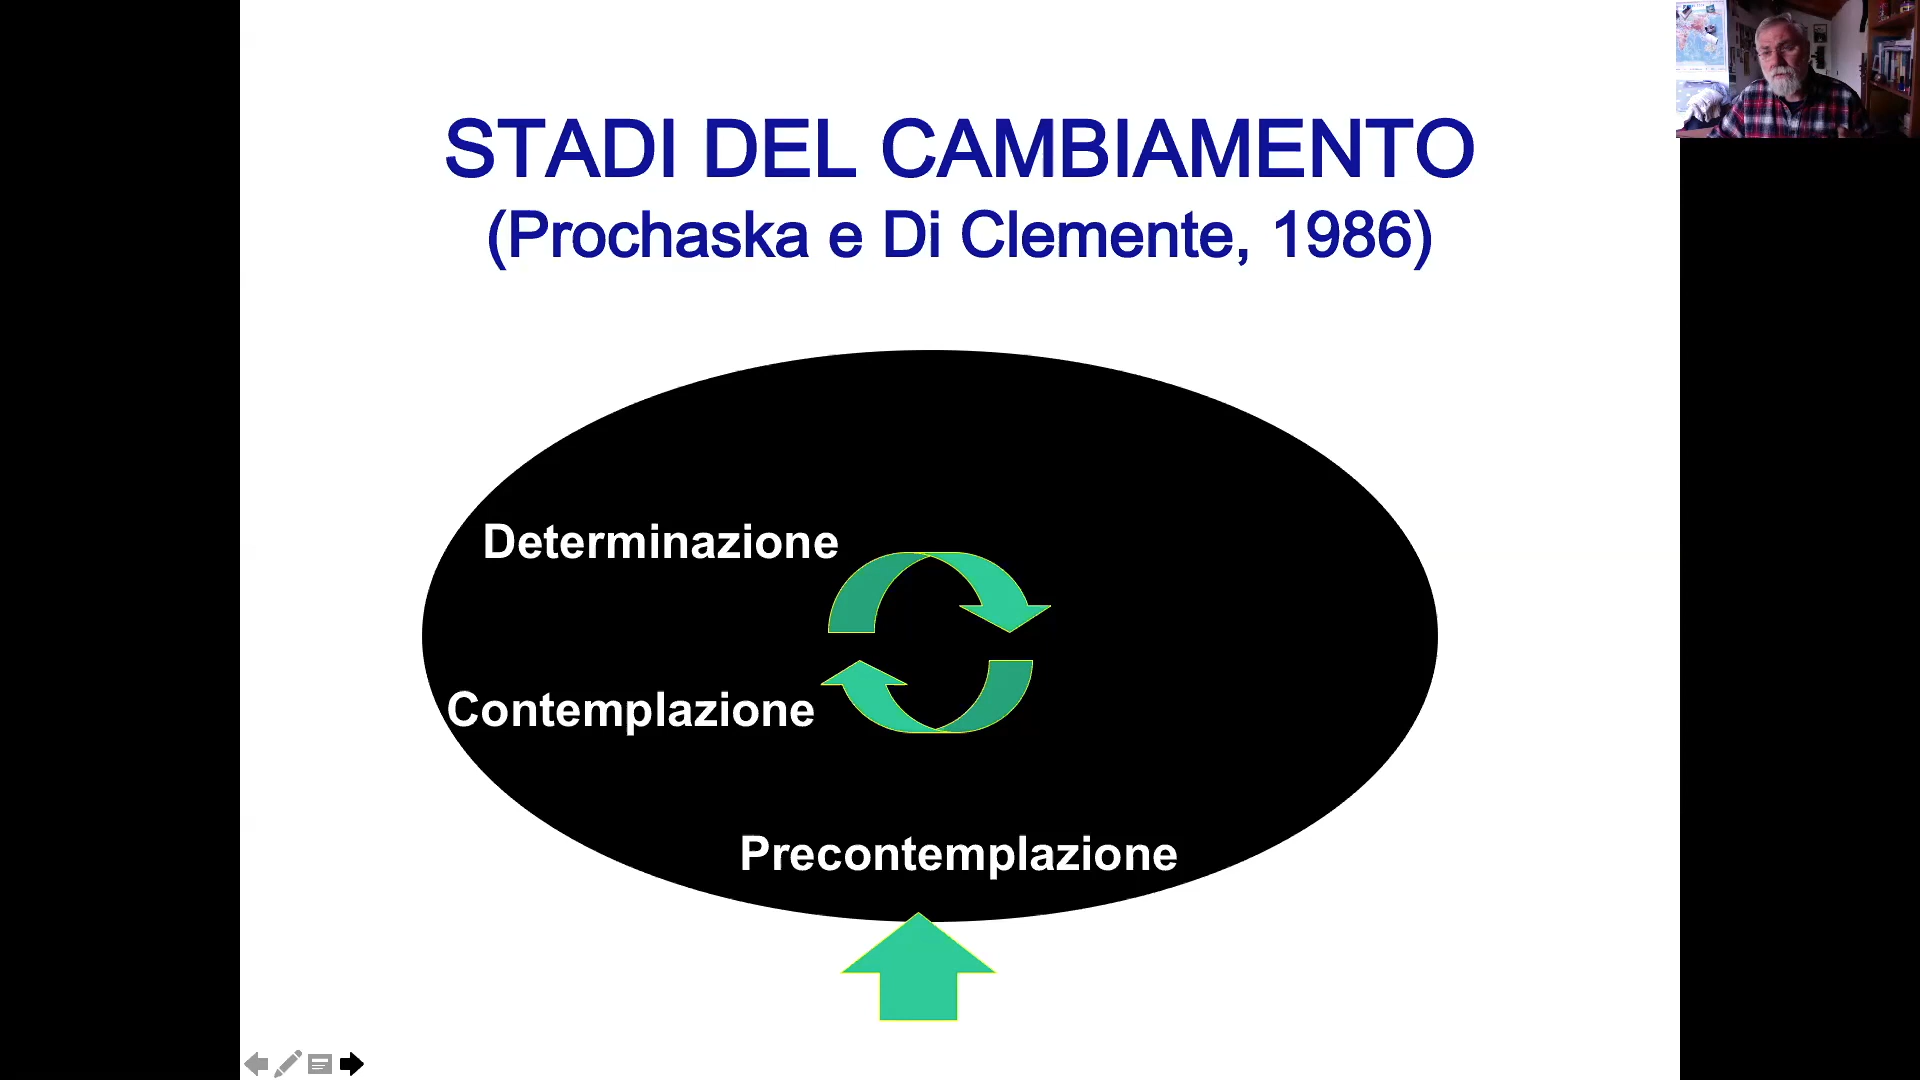 STADI DEL CAMBIAMENTO
(Prochaska e Di Clemente, 1986)
Determinazione
Contemplazione
Precontemplazione